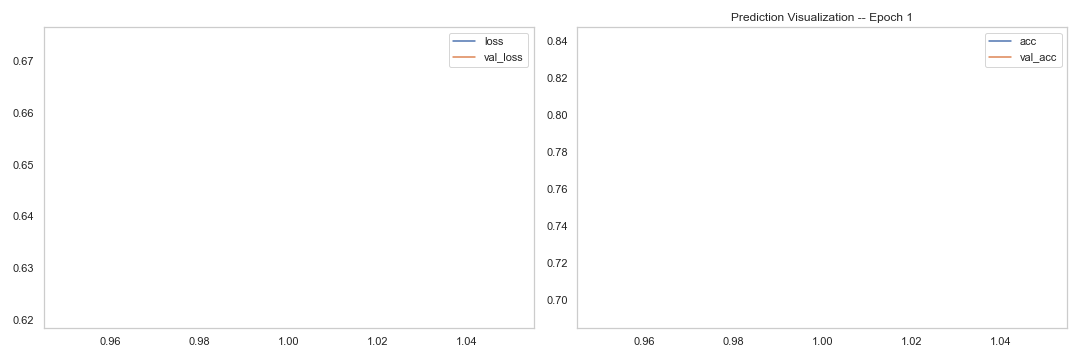 Prediction Visualization -- Epoch 1
loss
val_loss
0.67
0.66
0.65
0.64
0.63
0.62
0.96 0.98 1.00 1.02 1.04
acc
val_acc
0.84
0.82
0.80
0.78
0.76
0.74
0.72
0.70
0.96 0.98 1.00 1.02 1.04